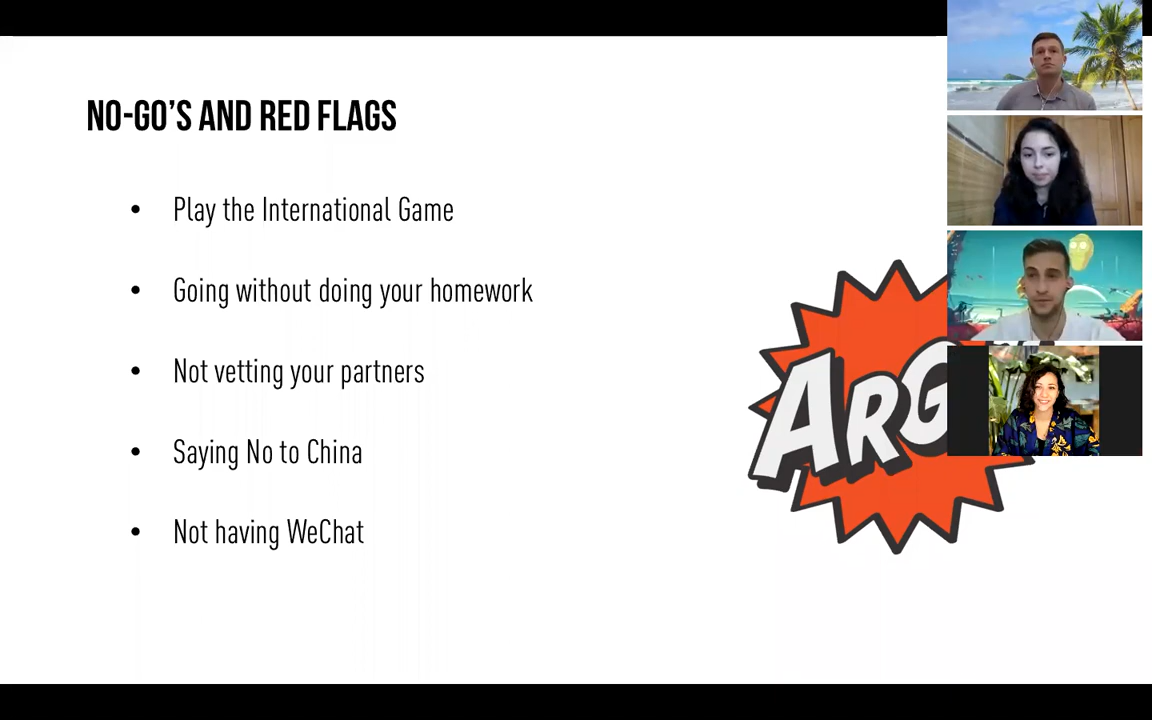 NO-GO'S AND RED FLAGS
• Play the International Game
• Going without doing your homework
• Not vetting your partners
• Saying No to China
• Not having WeChat
ARG